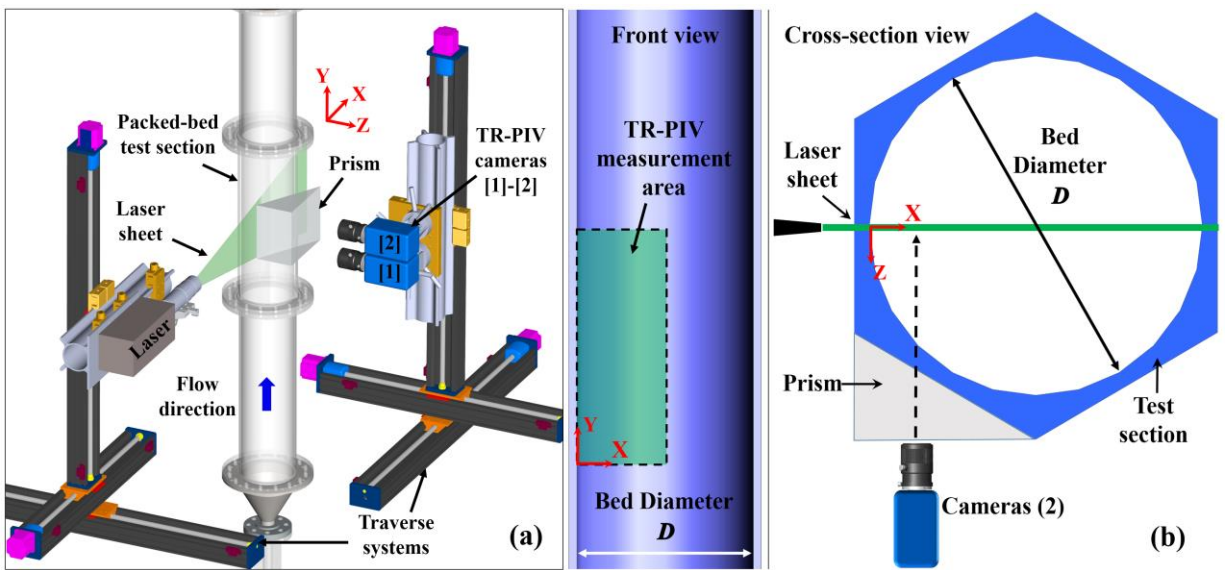 Packed-bed
test section
Y
X
Z
TR-PIV
cameras
[1]-[2]
Prism
Laser
sheet
[2]
[1]
Laser
Flow
direction
Traverse
systems
(a)
Front view
TR-PIV
measurement
area
Y
X
Bed Diameter
D
Cross-section view
Laser
sheet
Bed
Diameter
D
X
Z
Prism
Test
section
Cameras (2)
(b)